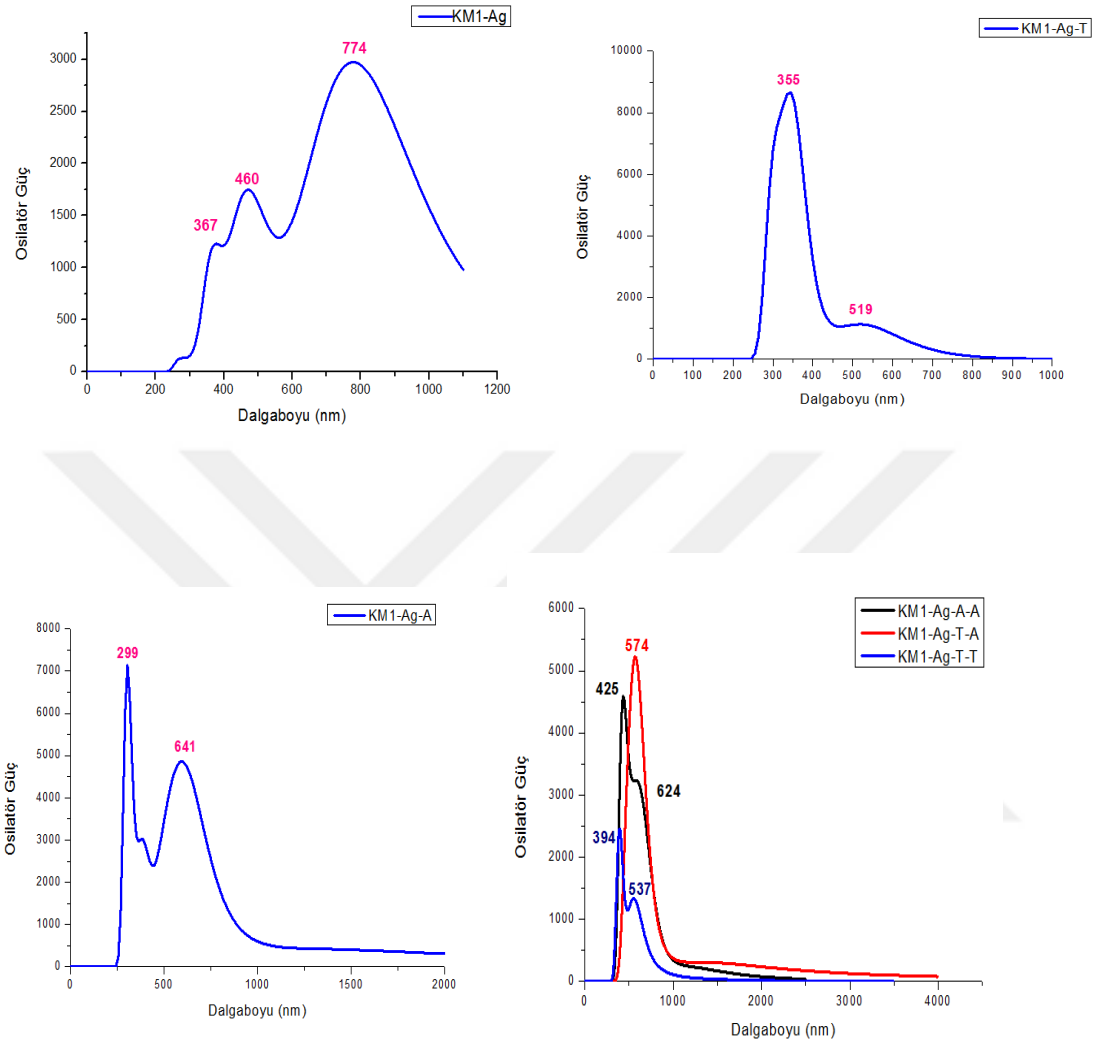 KM1-Ag
774
460
367
3000
2500
2000
1500
1000
500
0
0 200 400 600 800 1000 1200
Osilatör Güç
Dalgaboyu (nm)
KM1-Ag-T
355
519
10000
8000
6000
4000
2000
0
0 100 200 300 400 500 600 700 800 900 1000
Osilatör Güç
Dalgaboyu (nm)
KM1-Ag-A
299
641
8000
7000
6000
5000
4000
3000
2000
1000
0
0 500 1000 1500 2000
Osilatör Güç
Dalgaboyu (nm)
KM1-Ag-A-A
KM1-Ag-T-A
KM1-Ag-T-T
574
425
624
394
537
6000
5000
4000
3000
2000
1000
0
0 1000 2000 3000 4000
Osilatör Güç
Dalgaboyu (nm)